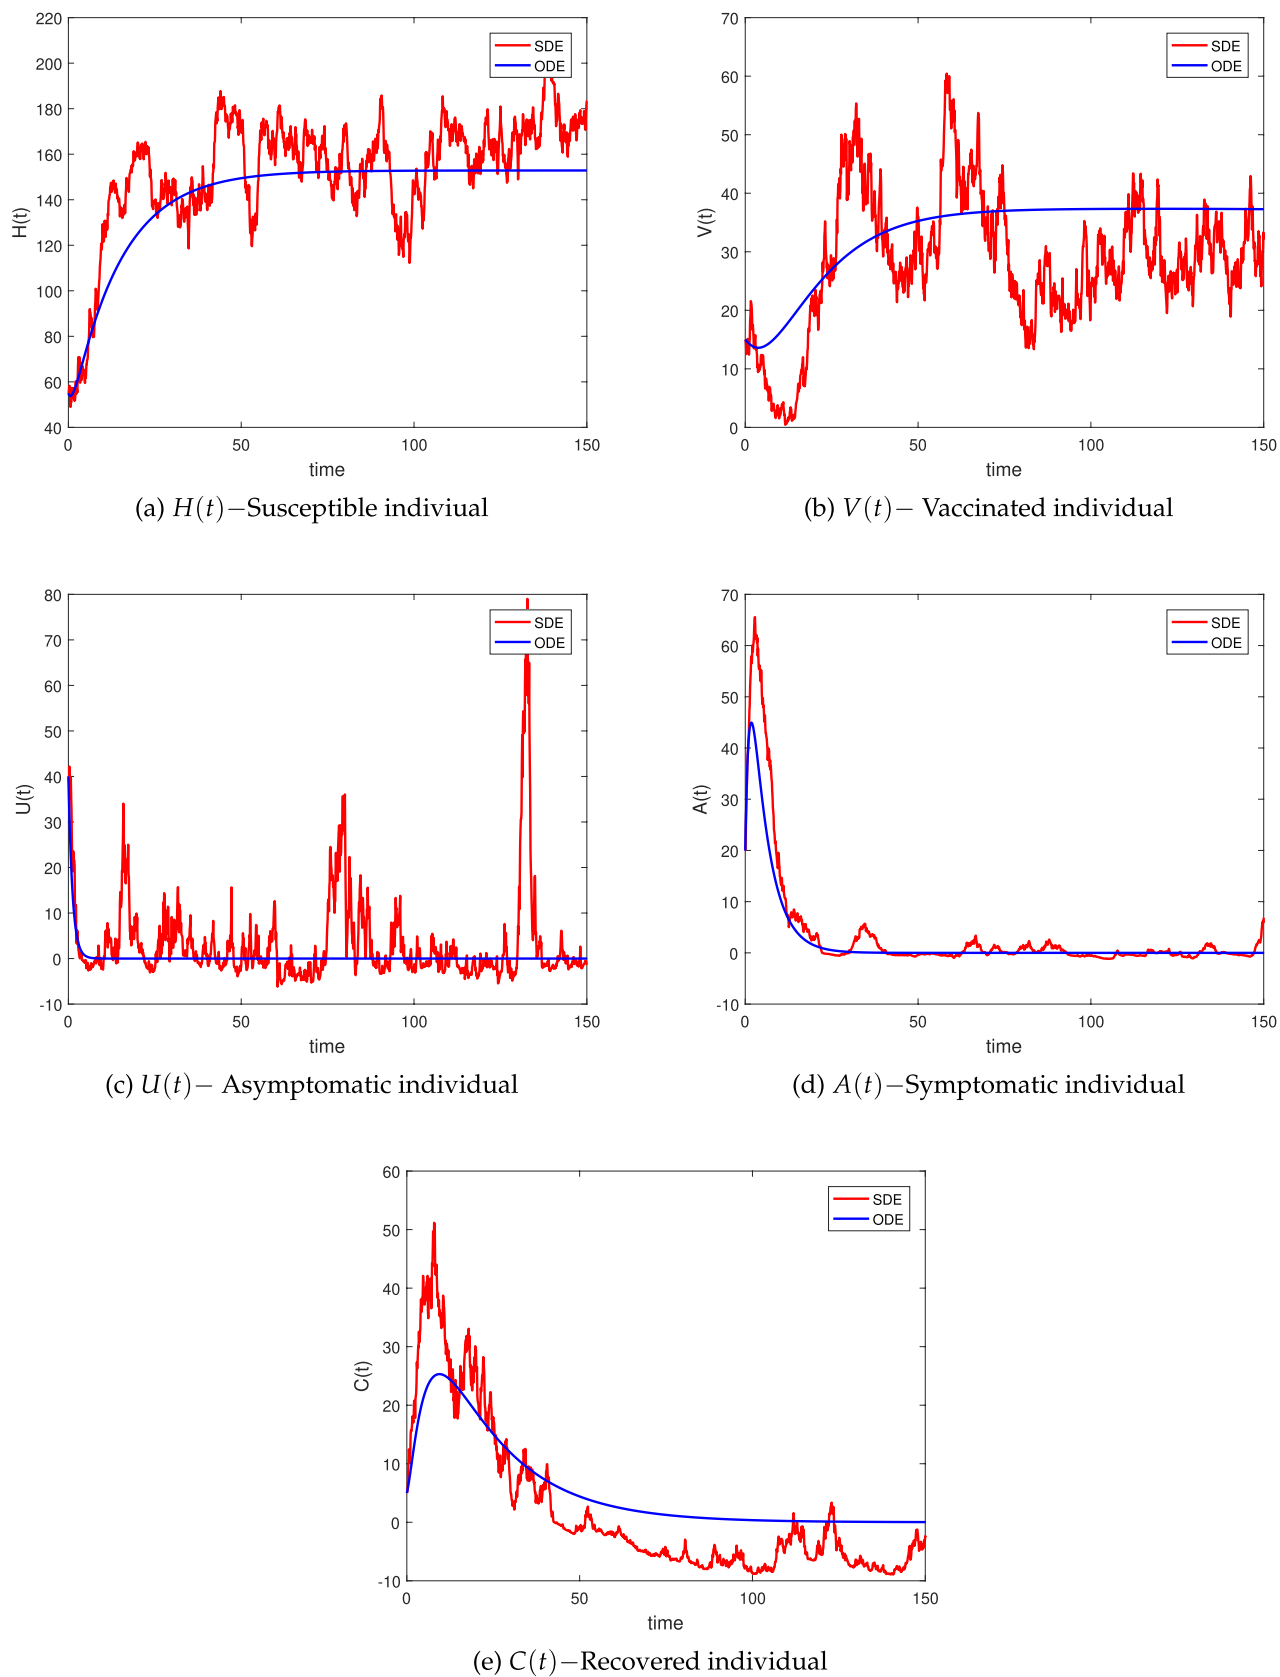 220
200
180
160
140
120
100
80
60
40
H(t)
0 50 100 150
time
SDE
ODE
(a) H(t)−Susceptible indiviual
70
60
50
40
30
20
10
0
V(t)
0 50 100 150
time
SDE
ODE
(b) V(t)− Vaccinated individual
80
70
60
50
40
30
20
10
0
-10
U(t)
0 50 100 150
time
SDE
ODE
(c) U(t)− Asymptomatic individual
70
60
50
40
30
20
10
0
-10
A(t)
0 50 100 150
time
SDE
ODE
(d) A(t)−Symptomatic individual
60
50
40
30
20
10
0
-10
C(t)
0 50 100 150
time
SDE
ODE
(e) C(t)−Recovered individual